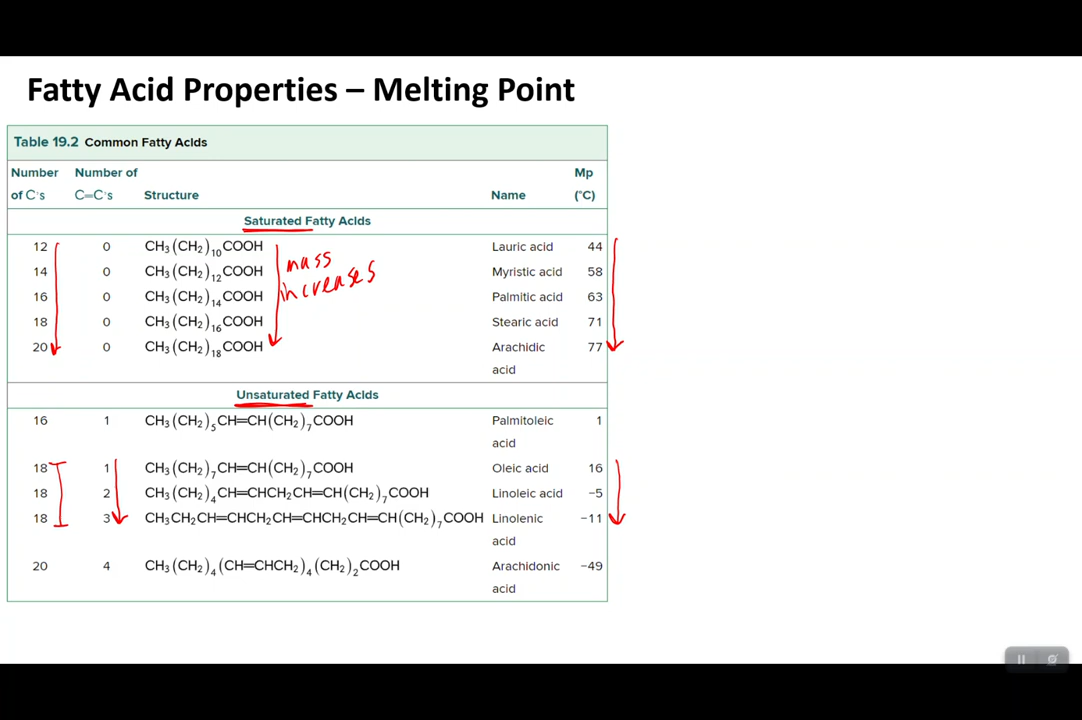 Fatty Acid Properties – Melting Point
Table 19.2 Common Fatty Acids
Number of C's Number of C=C's Structure Name Mp (°C)
Saturated Fatty Acids
12 0 CH₃(CH₂)₁₀COOH Lauric acid 44
14 0 CH₃(CH₂)₁₂COOH Myristic acid 58
16 0 CH₃(CH₂)₁₄COOH Palmitic acid 63
18 0 CH₃(CH₂)₁₆COOH Stearic acid 71
20 0 CH₃(CH₂)₁₈COOH Arachidic acid 77
mass
increases
Unsaturated Fatty Acids
16 1 CH₃(CH₂)₅CH=CH(CH₂)₇COOH Palmitoleic acid 1
18 1 CH₃(CH₂)₇CH=CH(CH₂)₇COOH Oleic acid 16
18 2 CH₃(CH₂)₄CH=CHCH₂CH=CH(CH₂)₇COOH Linoleic acid −5
18 3 CH₃CH₂CH=CHCH₂CH=CHCH₂CH=CH(CH₂)₇COOH Linolenic acid −11
20 4 CH₃(CH₂)₄(CH=CHCH₂)₄(CH₂)₂COOH Arachidonic acid −49